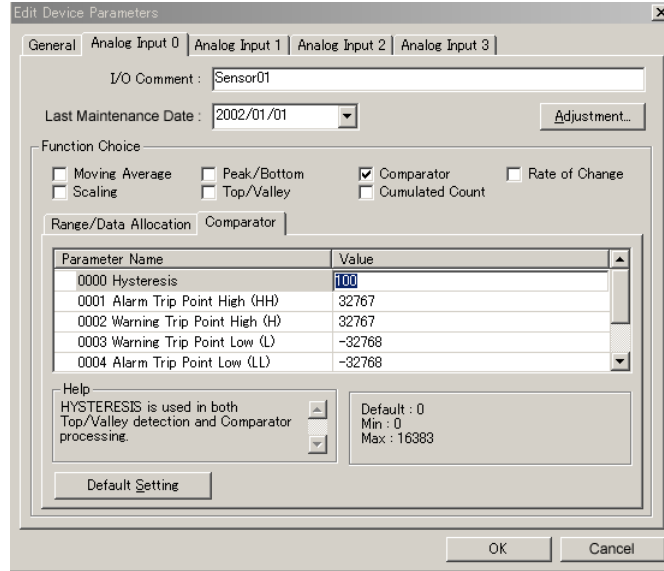 Edit Device Parameters
General Analog Input 0 Analog Input 1 Analog Input 2 Analog Input 3
I/O Comment : Sensor01
Last Maintenance Date : 2002/01/01 Adjustment...
Function Choice
Moving Average Peak/Bottom Comparator Rate of Change
Scaling Top/Valley Cumulated Count
Range/Data Allocation Comparator
Parameter Name Value
0000 Hysteresis 100
0001 Alarm Trip Point High (HH) 32767
0002 Warning Trip Point High (H) 32767
0003 Warning Trip Point Low (L) -32768
0004 Alarm Trip Point Low (LL) -32768
Help
HYSTERESIS is used in both
Top/Valley detection and Comparator
processing.
Default : 0
Min : 0
Max : 16383
Default Setting
OK Cancel